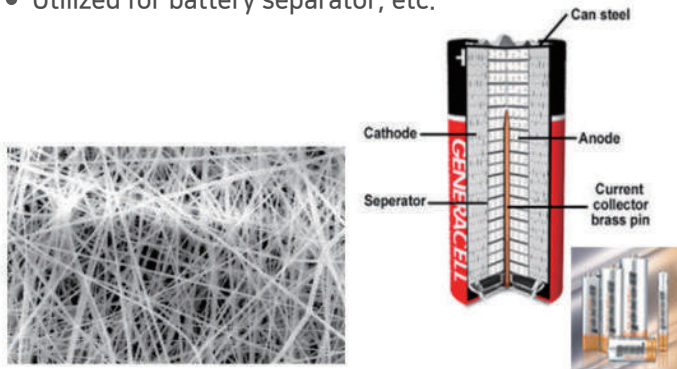 • Utilized for battery separator, etc.
Can steel
Cathode
Anode
Seperator
Current
collector
brass pin
GENERACELL